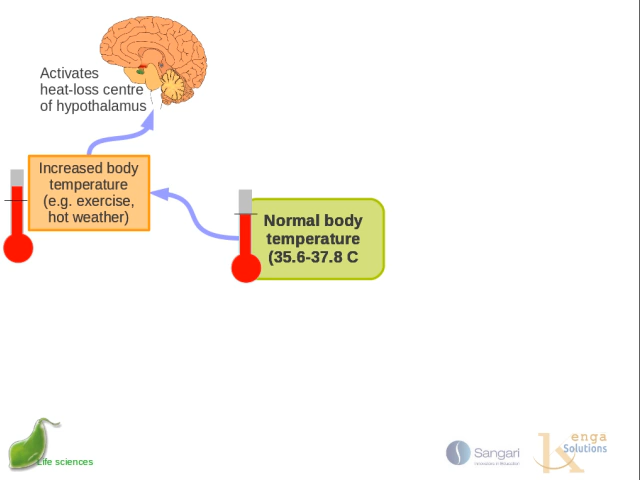 Activates
heat-loss centre
of hypothalamus
Increased body
temperature
(e.g. exercise,
hot weather)
Normal body
temperature
(35.6-37.8 C
Life sciences
Sangari
enga
Solutions